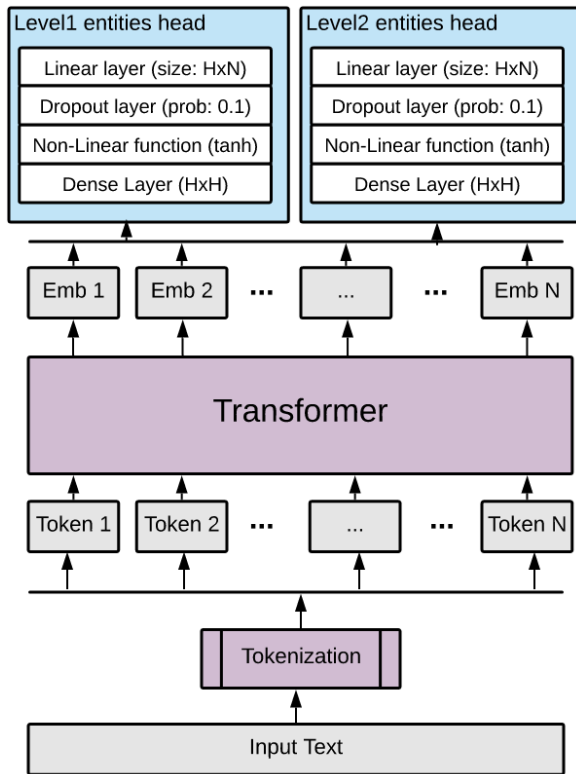 Level1 entities head
Linear layer (size: HxN)
Dropout layer (prob: 0.1)
Non-Linear function (tanh)
Dense Layer (HxH)
Level2 entities head
Linear layer (size: HxN)
Dropout layer (prob: 0.1)
Non-Linear function (tanh)
Dense Layer (HxH)
Emb 1 Emb 2 ... ... ... Emb N
Transformer
Token 1 Token 2 ... ... ... Token N
Tokenization
Input Text